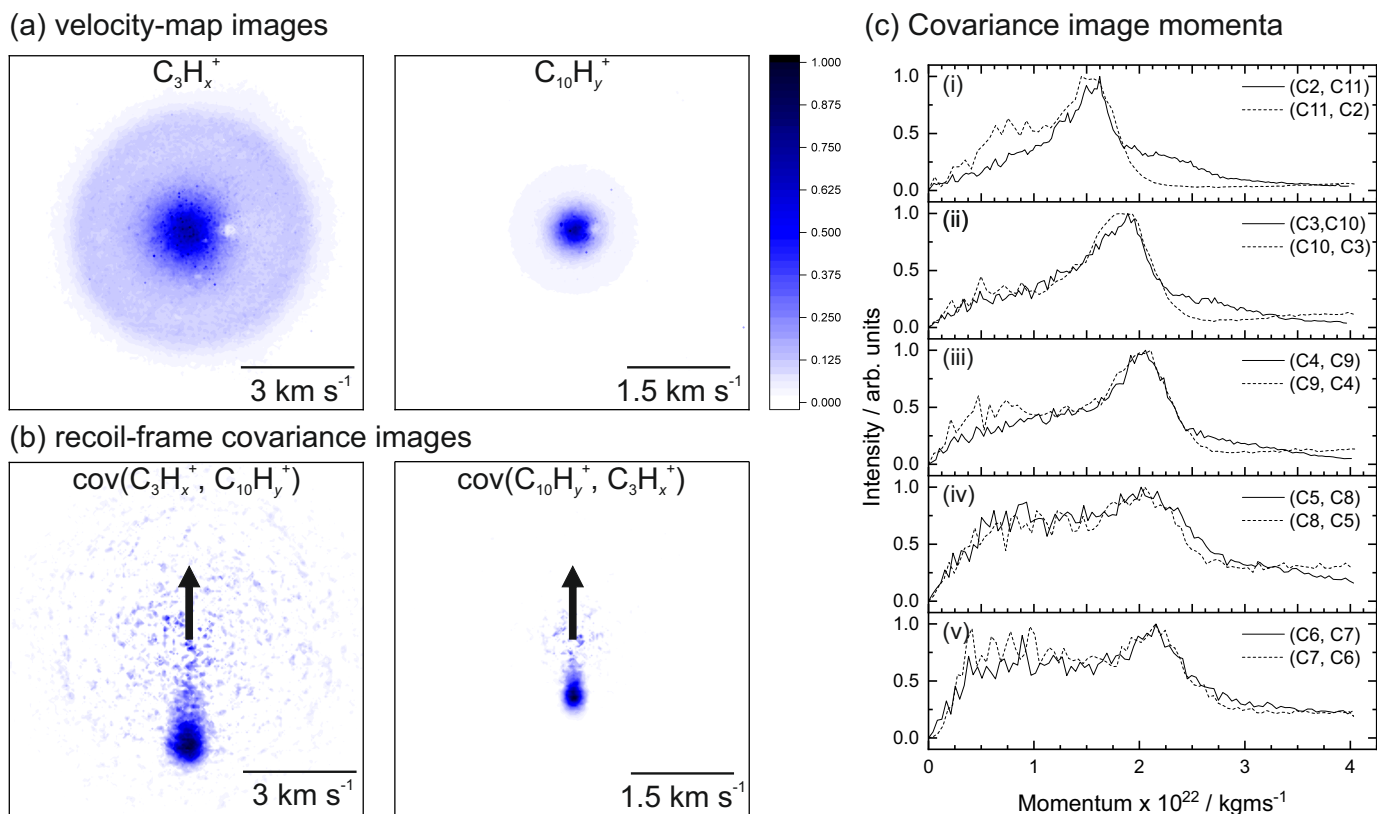 (a) velocity-map images
C₃Hₓ⁺
3 km s⁻¹
C₁₀Hᵧ⁺
1.5 km s⁻¹
1.000
0.875
0.750
0.625
0.500
0.375
0.250
0.125
0.000
(b) recoil-frame covariance images
cov(C₃Hₓ⁺, C₁₀Hᵧ⁺)
3 km s⁻¹
cov(C₁₀Hᵧ⁺, C₃Hₓ⁺)
1.5 km s⁻¹
(c) Covariance image momenta
Intensity / arb. units
1.0
0.5
0.0
(i)
(C2, C11)
(C11, C2)
1.0
0.5
0.0
(ii)
(C3,C10)
(C10, C3)
1.0
0.5
0.0
(iii)
(C4, C9)
(C9, C4)
1.0
0.5
0.0
(iv)
(C5, C8)
(C8, C5)
1.0
0.5
0.0
(v)
(C6, C7)
(C7, C6)
0 1 2 3 4
Momentum x 10²² / kgms⁻¹